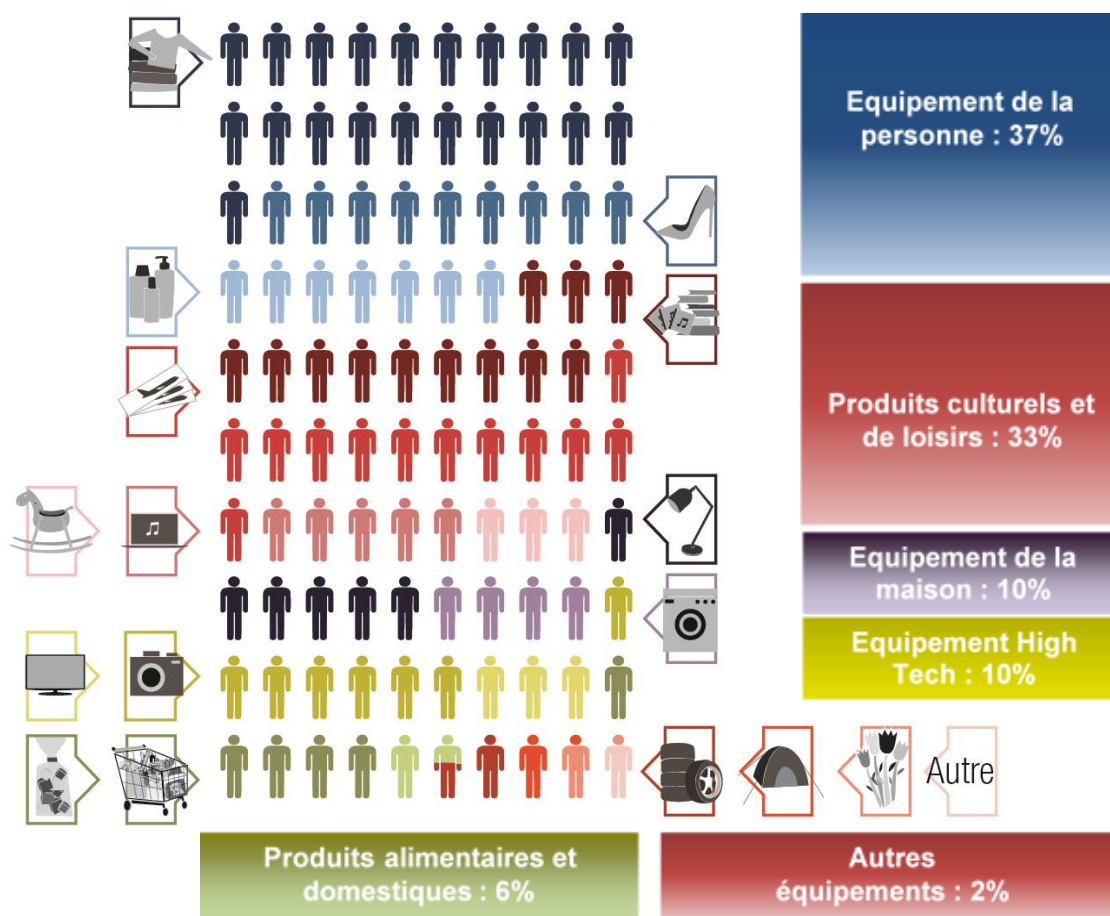 Equipement de la
personne : 37%
Produits culturels et
de loisirs : 33%
Equipement de la
maison : 10%
Equipement High
Tech : 10%
Autre
Produits alimentaires et
domestiques : 6%
Autres
équipements : 2%